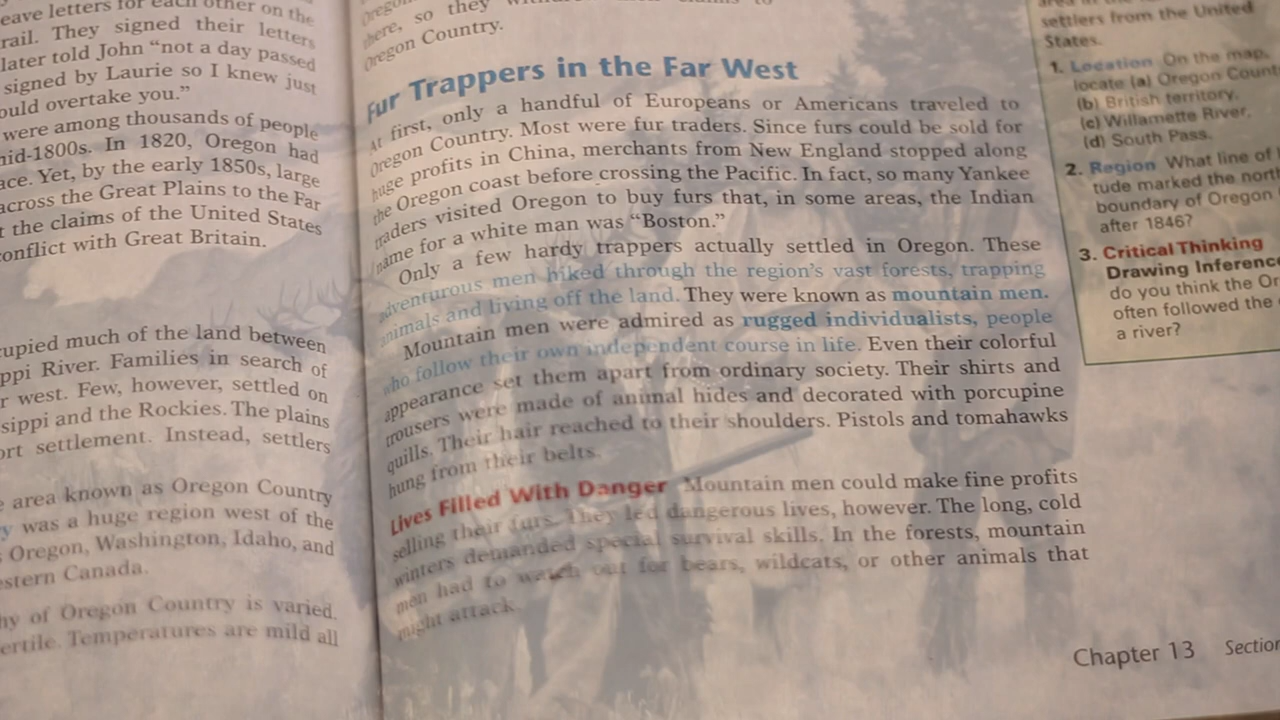 eave letters for each other on the
rail. They signed their letters
later told John “not a day passed
signed by Laurie so I knew just
ould overtake you.”
were among thousands of people
mid-1800s. In 1820, Oregon had
ace. Yet, by the early 1850s, large
across the Great Plains to the Far
t the claims of the United States
conflict with Great Britain.
cupied much of the land between
ppi River. Families in search of
r west. Few, however, settled on
sippi and the Rockies. The plains
ort settlement. Instead, settlers
e area known as Oregon Country
y was a huge region west of the
Oregon, Washington, Idaho, and
estern Canada.
hy of Oregon Country is varied.
ertile. Temperatures are mild all
there, so they
Oregon Country.
Fur Trappers in the Far West
At first, only a handful of Europeans or Americans traveled to
Oregon Country. Most were fur traders. Since furs could be sold for
huge profits in China, merchants from New England stopped along
the Oregon coast before crossing the Pacific. In fact, so many Yankee
traders visited Oregon to buy furs that, in some areas, the Indian
name for a white man was “Boston.”
Only a few hardy trappers actually settled in Oregon. These
adventurous men hiked through the region’s vast forests, trapping
animals and living off the land. They were known as mountain men.
Mountain men were admired as rugged individualists, people
who follow their own independent course in life. Even their colorful
appearance set them apart from ordinary society. Their shirts and
trousers were made of animal hides and decorated with porcupine
quills. Their hair reached to their shoulders. Pistols and tomahawks
hung from their belts.
Lives Filled With Danger Mountain men could make fine profits
selling their furs. They led dangerous lives, however. The long, cold
winters demanded special survival skills. In the forests, mountain
men had to watch out for bears, wildcats, or other animals that
might attack.
settlers from the United
States.
1. Location On the map,
locate (a) Oregon Count
(b) British territory,
(c) Willamette River,
(d) South Pass.
2. Region What line of
tude marked the north
boundary of Oregon
after 1846?
3. Critical Thinking
Drawing Inference
do you think the Or
often followed the
a river?
Chapter 13 Section